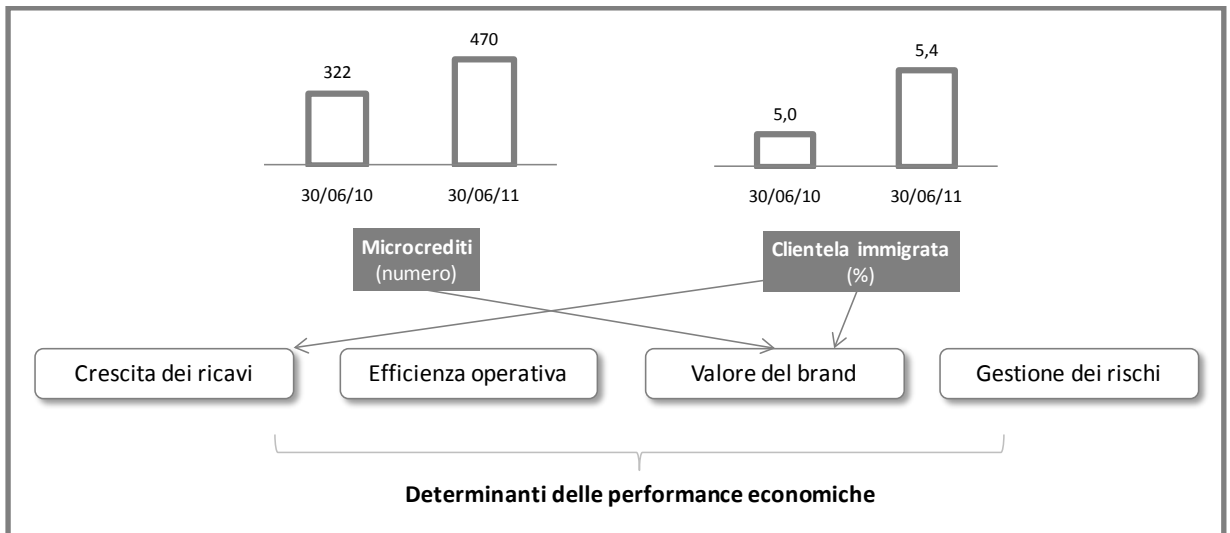 322
470
30/06/10
30/06/11
5,0
5,4
30/06/10
30/06/11
Microcrediti
(numero)
Clientela immigrata
(%)
Crescita dei ricavi
Efficienza operativa
Valore del brand
Gestione dei rischi
Determinanti delle performance economiche